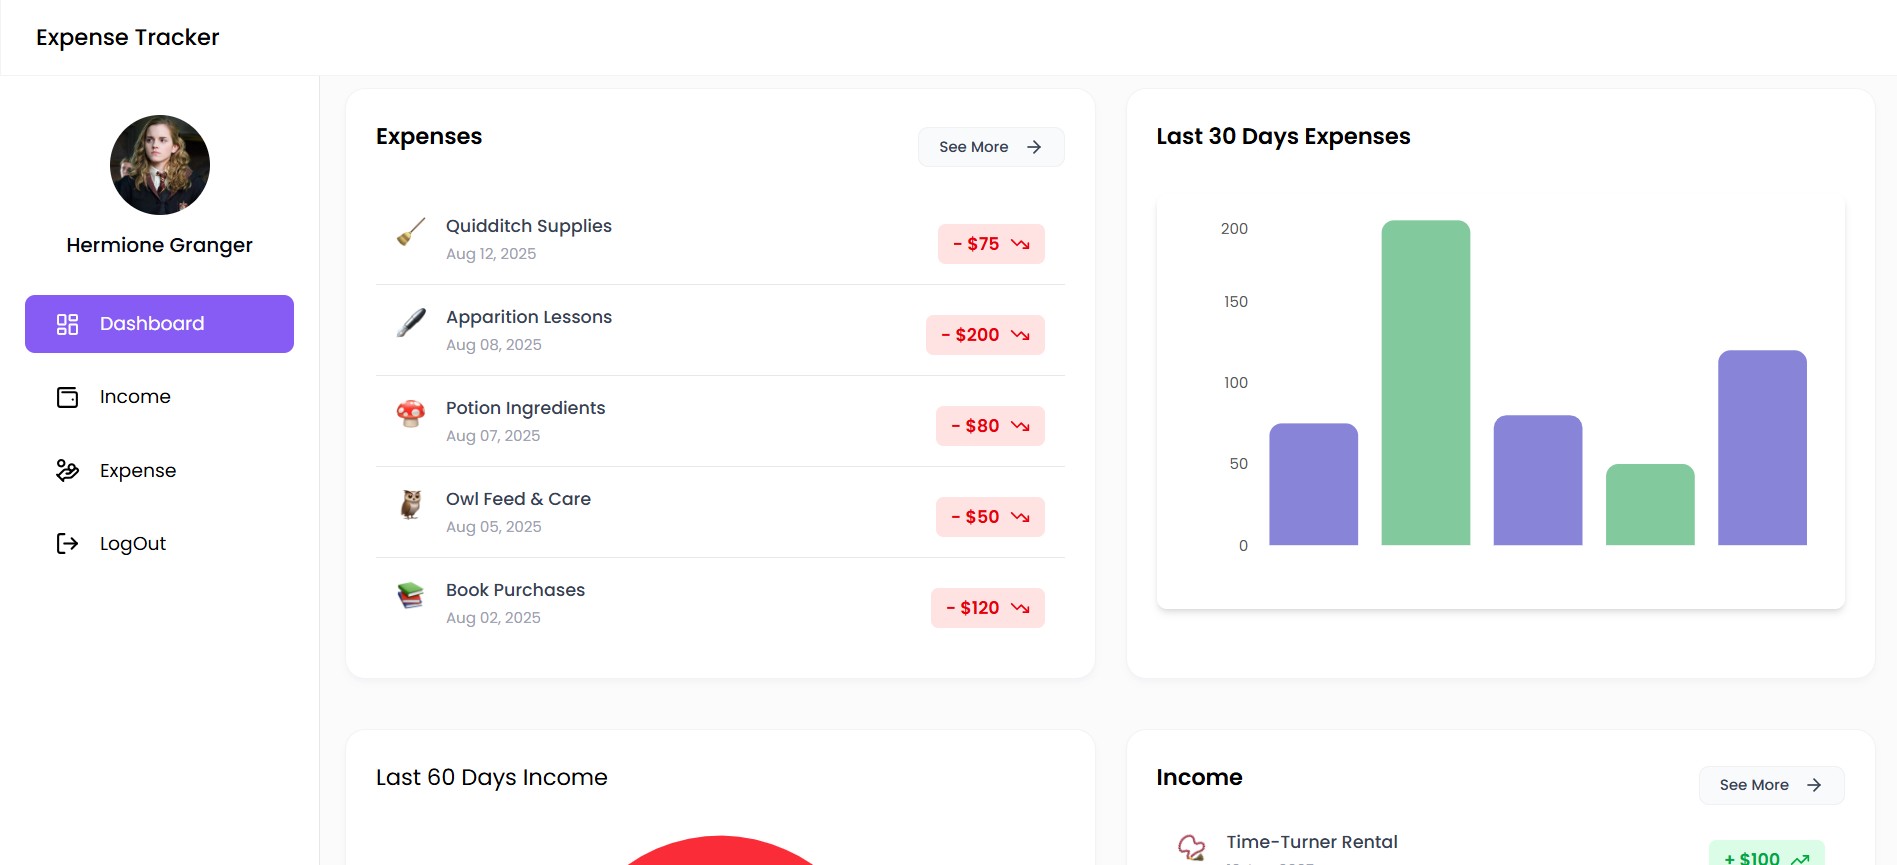 Expense Tracker
Hermione Granger
Dashboard
Income
Expense
LogOut
Expenses
See More
Quidditch Supplies
Aug 12, 2025
- $75
Apparition Lessons
Aug 08, 2025
- $200
Potion Ingredients
Aug 07, 2025
- $80
Owl Feed & Care
Aug 05, 2025
- $50
Book Purchases
Aug 02, 2025
- $120
Last 30 Days Expenses
200
150
100
50
0
Last 60 Days Income
Income
See More
Time-Turner Rental
+ $100